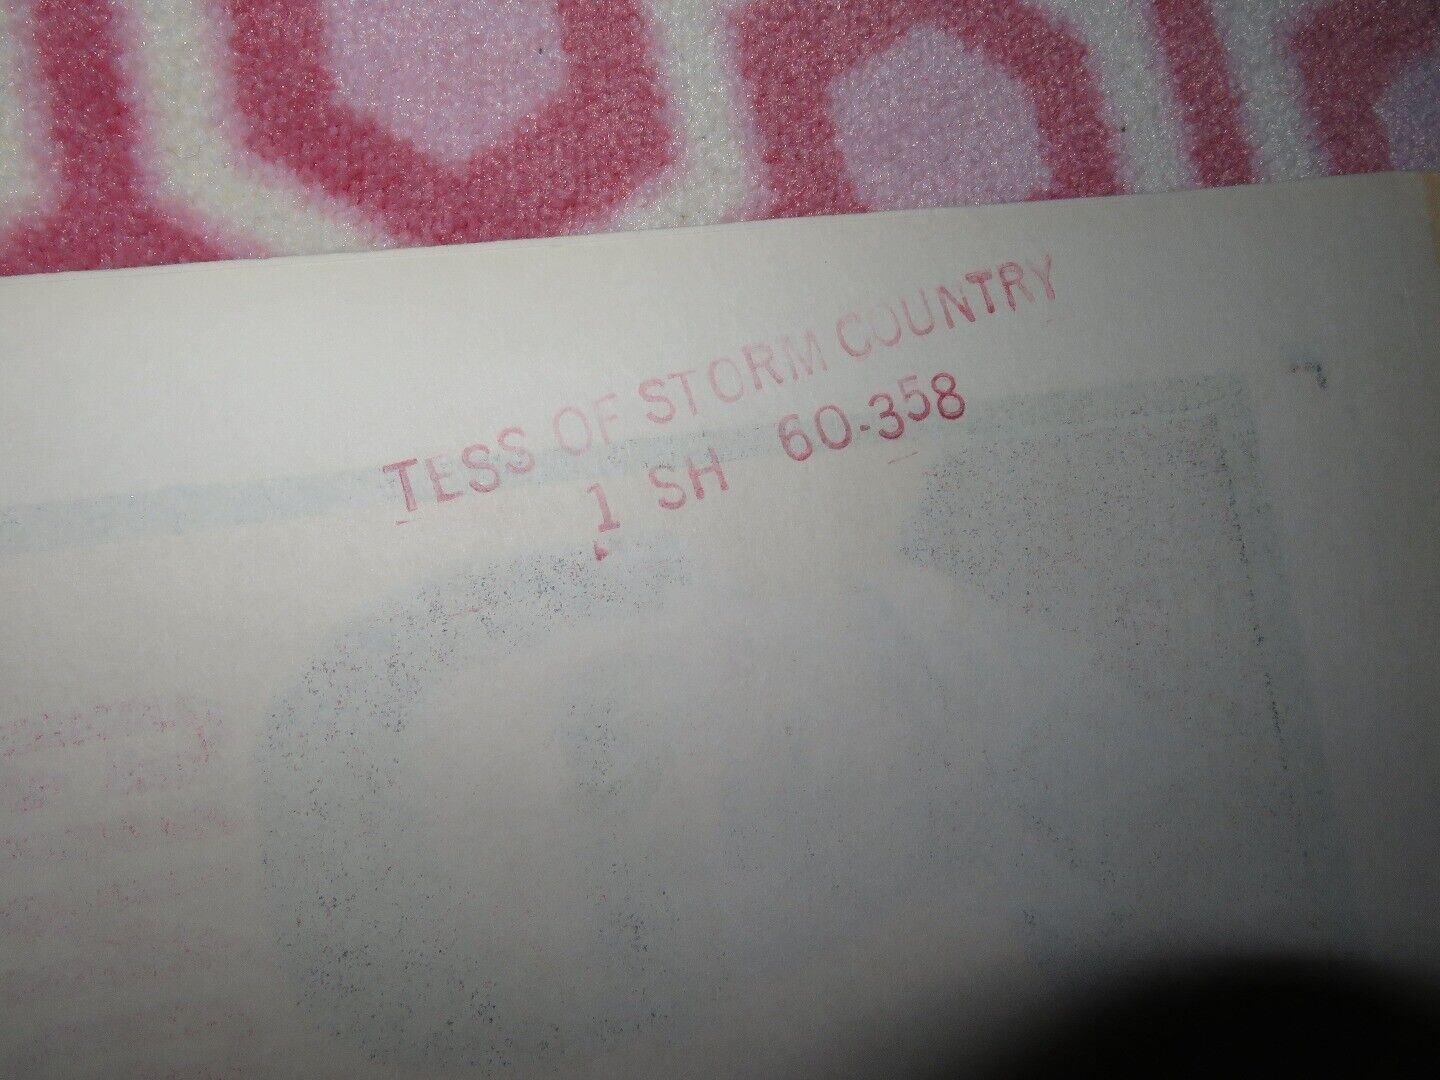 TESS OF STORM COUNTRY
1 SH 60-358